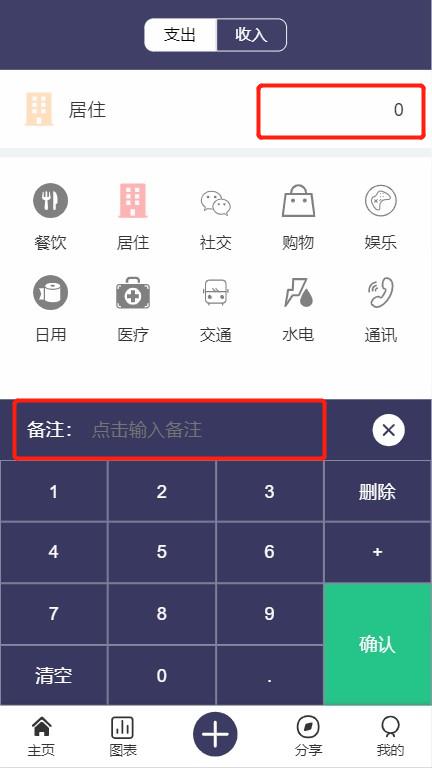 支出 收入
居住 0
餐饮 居住 社交 购物 娱乐
日用 医疗 交通 水电 通讯
备注： 点击输入备注
1 2 3 删除
4 5 6 +
7 8 9
确认
清空 0 .
主页 图表 分享 我的